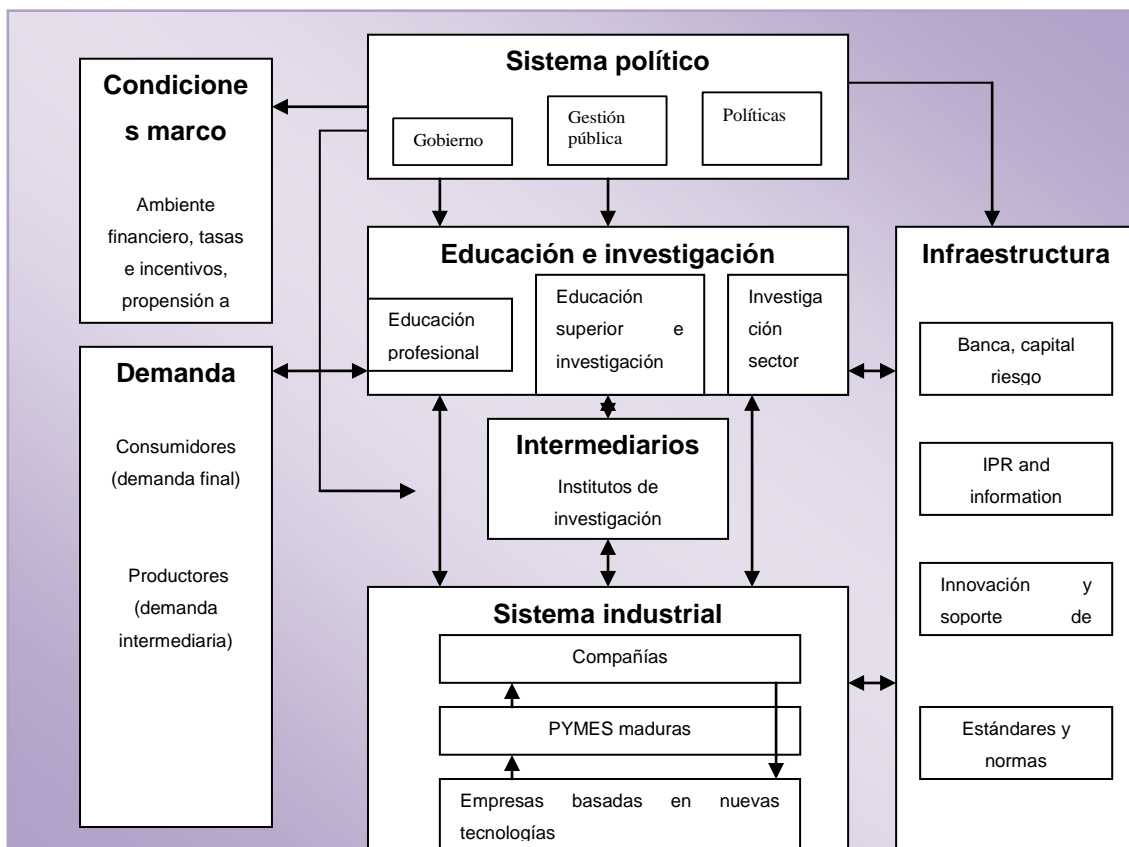 Condicione
s marco
Ambiente
financiero, tasas
e incentivos,
propensión a
Sistema político
Gobierno
Gestión
pública
Políticas
Educación e investigación
Educación
profesional
Educación
superior e
investigación
Investiga
ción
sector
Infraestructura
Banca, capital
riesgo
IPR and
information
Innovación y
soporte de
Estándares y
normas
Demanda
Consumidores
(demanda final)
Productores
(demanda
intermediaria)
Intermediarios
Institutos de
investigación
Sistema industrial
Compañías
PYMES maduras
Empresas basadas en nuevas
tecnologías